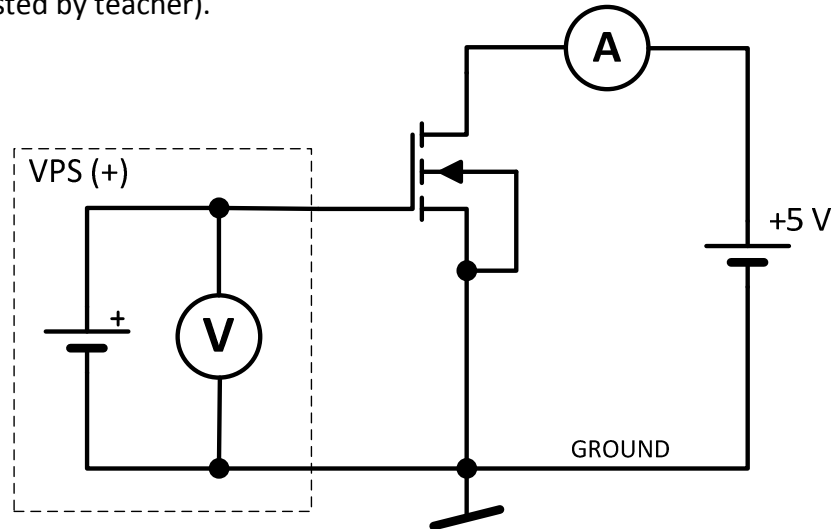 sted by teacher).
A
VPS (+)
+5 V
+
V
GROUND